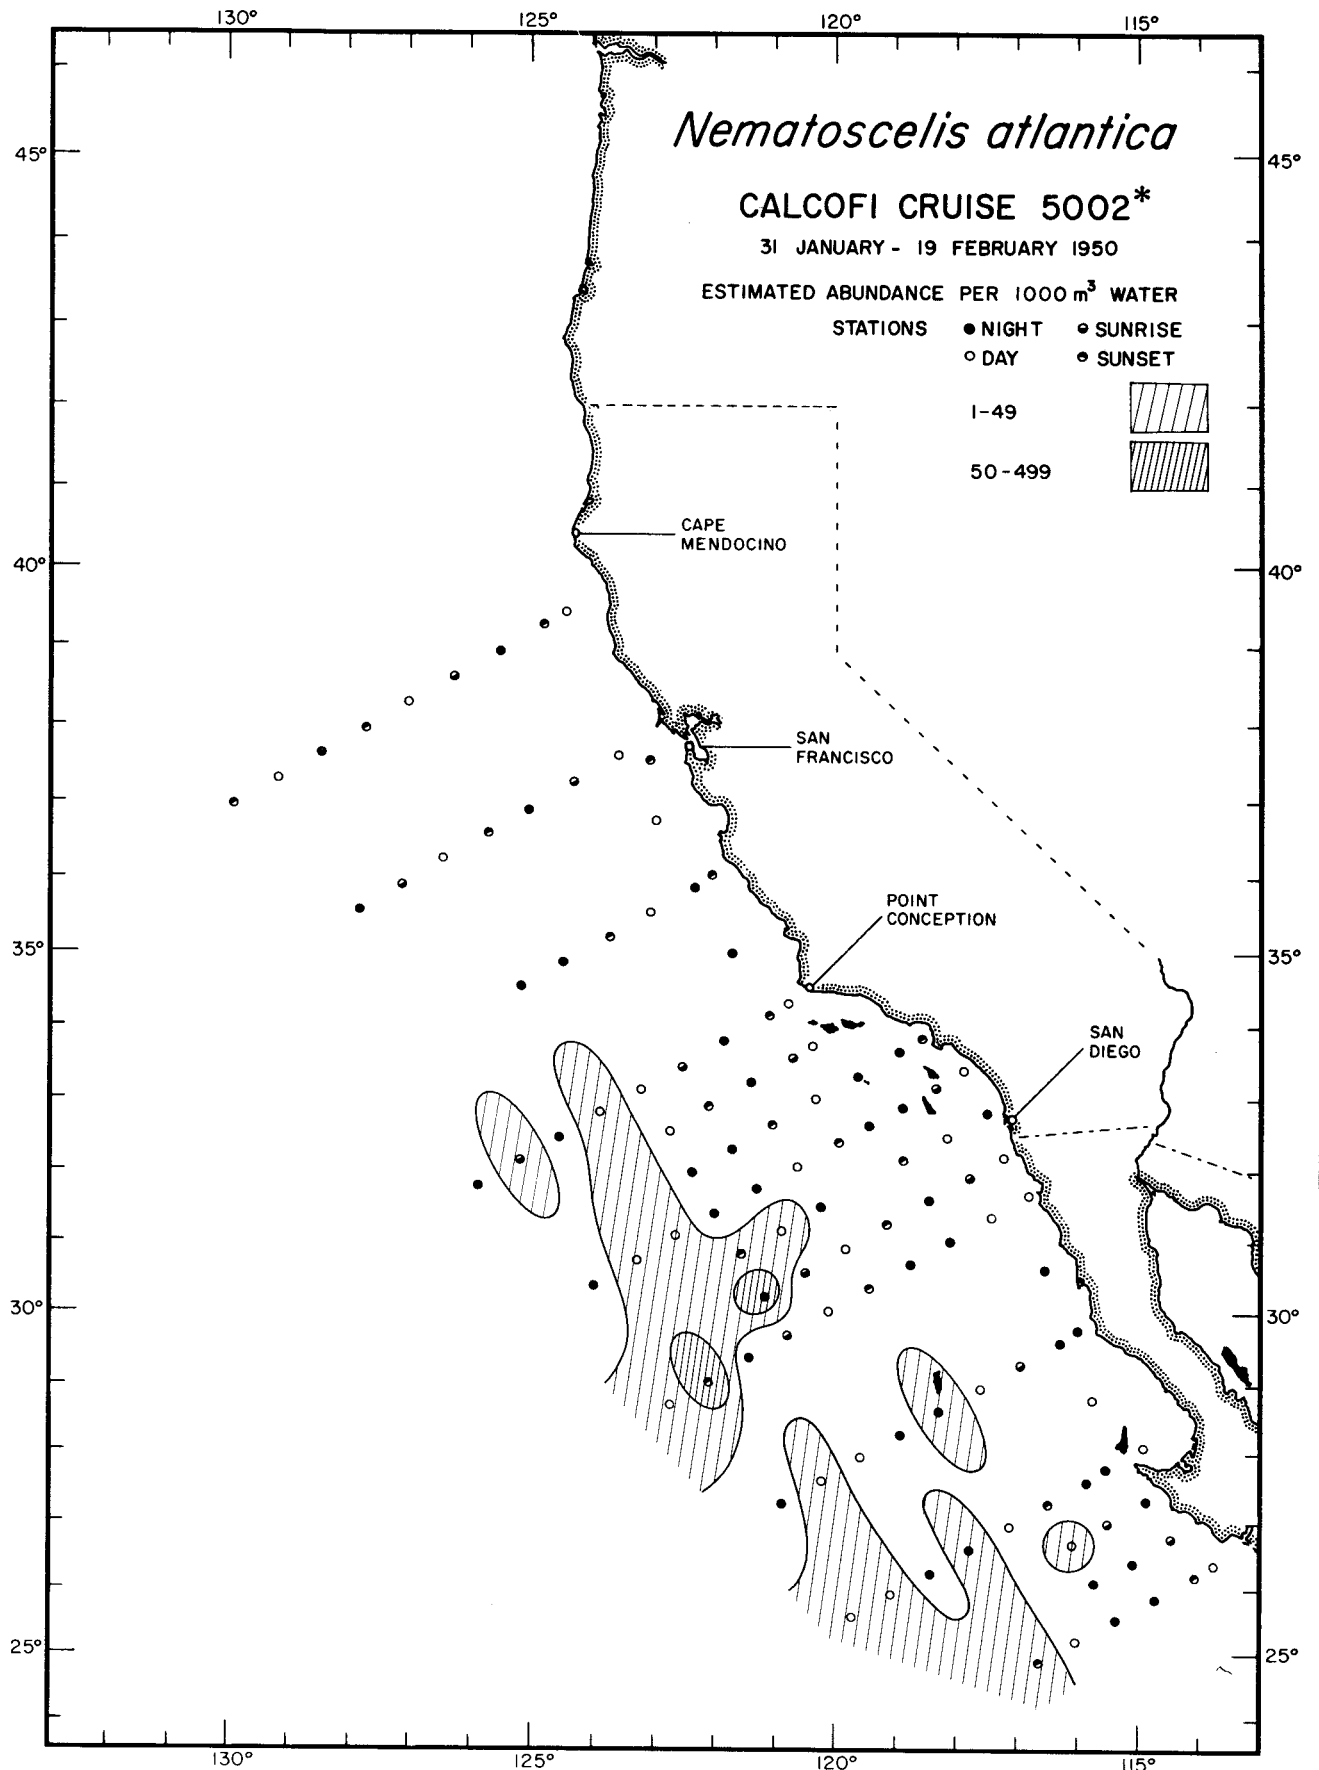 130° 125° 120° 115°
Nematoscelis atlantica
45° 45°
CALCOFI CRUISE 5002*
31 JANUARY - 19 FEBRUARY 1950
ESTIMATED ABUNDANCE PER 1000 m³ WATER
STATIONS NIGHT SUNRISE
DAY SUNSET
1-49
50-499
CAPE
MENDOCINO
40° 40°
SAN
FRANCISCO
POINT
CONCEPTION
35° 35°
SAN
DIEGO
30° 30°
25° 25°
130° 125° 120° 115°